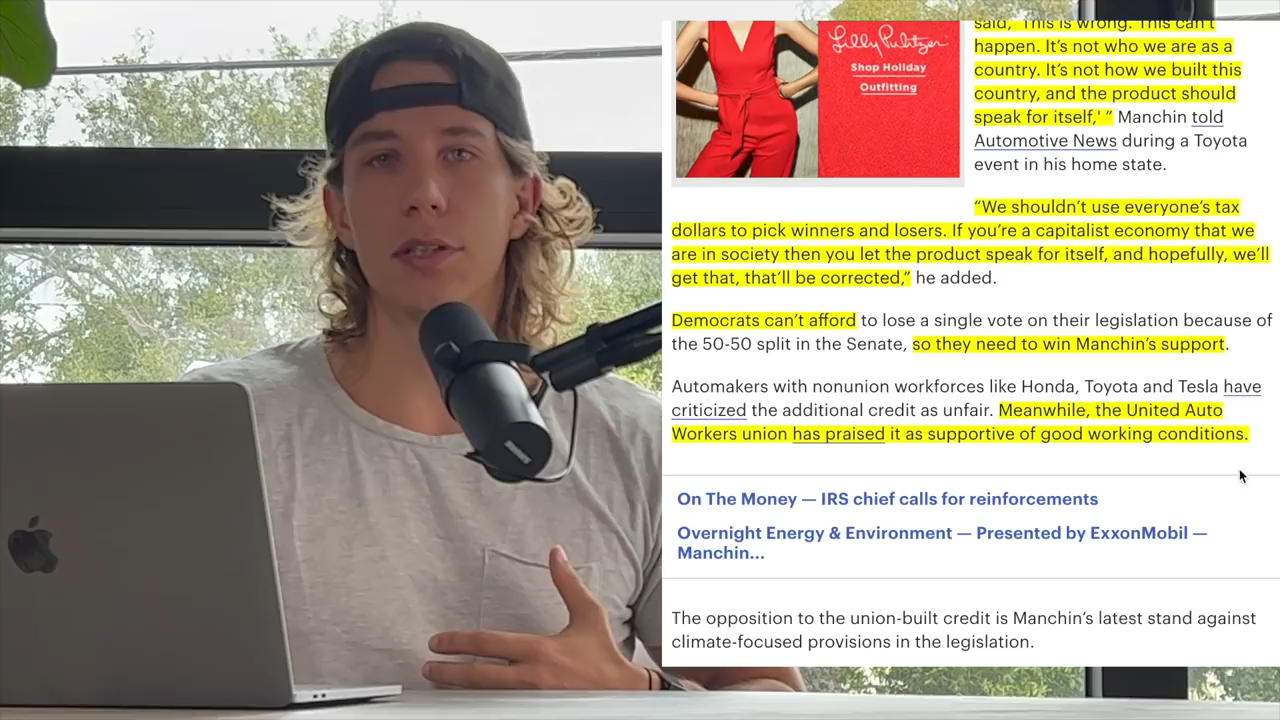 Lilly Pulitzer
Shop Holiday
Outfitting
said, 'This is wrong. This can't
happen. It's not who we are as a
country. It's not how we built this
country, and the product should
speak for itself,' ” Manchin told
Automotive News during a Toyota
event in his home state.
“We shouldn't use everyone's tax
dollars to pick winners and losers. If you're a capitalist economy that we
are in society then you let the product speak for itself, and hopefully, we'll
get that, that'll be corrected,” he added.
Democrats can't afford to lose a single vote on their legislation because of
the 50-50 split in the Senate, so they need to win Manchin's support.
Automakers with nonunion workforces like Honda, Toyota and Tesla have
criticized the additional credit as unfair. Meanwhile, the United Auto
Workers union has praised it as supportive of good working conditions.
On The Money — IRS chief calls for reinforcements
Overnight Energy & Environment — Presented by ExxonMobil —
Manchin...
The opposition to the union-built credit is Manchin's latest stand against
climate-focused provisions in the legislation.